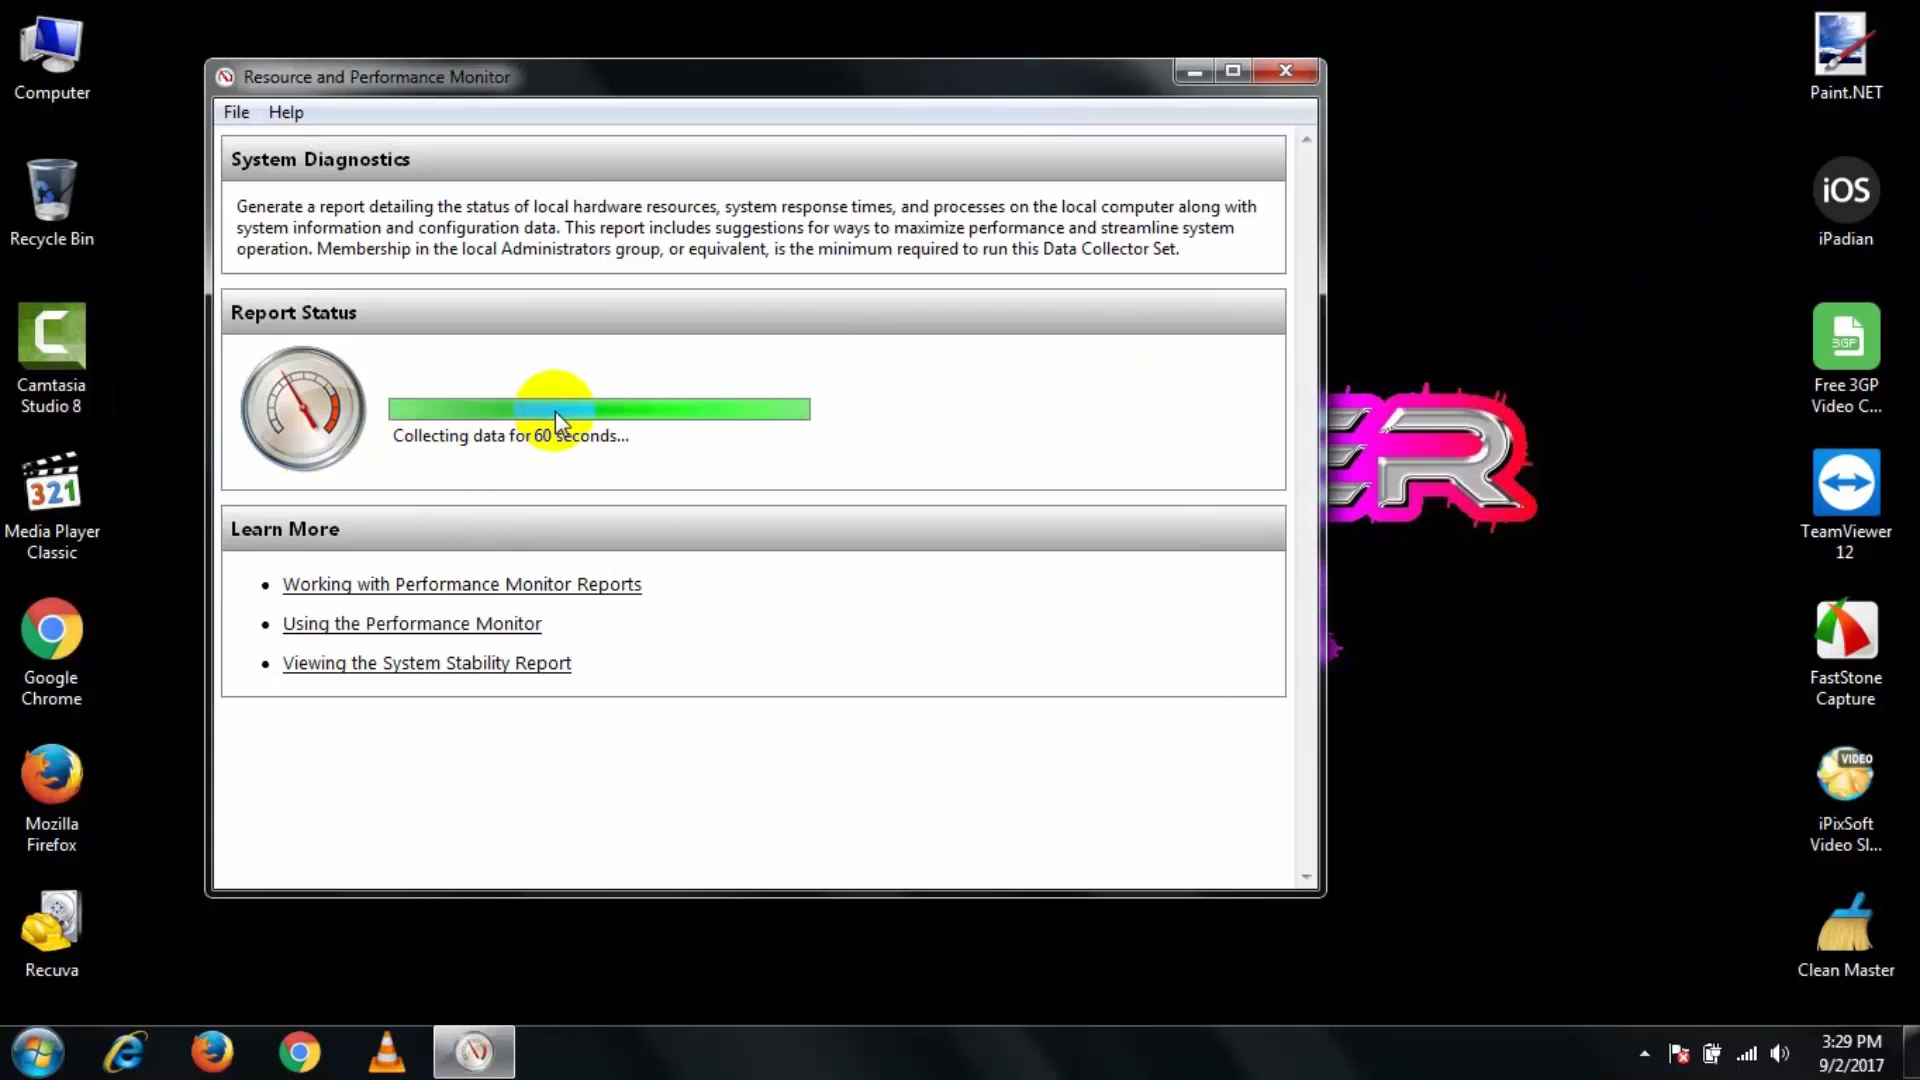 Computer
Recycle Bin
Camtasia
Studio 8
321
Media Player
Classic
Google
Chrome
Mozilla
Firefox
Recuva
Resource and Performance Monitor
File Help
System Diagnostics
Generate a report detailing the status of local hardware resources, system response times, and processes on the local computer along with
system information and configuration data. This report includes suggestions for ways to maximize performance and streamline system
operation. Membership in the local Administrators group, or equivalent, is the minimum required to run this Data Collector Set.
Report Status
Collecting data for 60 seconds...
Learn More
• Working with Performance Monitor Reports
• Using the Performance Monitor
• Viewing the System Stability Report
ER
Paint.NET
iOS
iPadian
3GP
Free 3GP
Video C...
TeamViewer
12
FastStone
Capture
VIDEO
iPixSoft
Video Sl...
Clean Master
3:29 PM
9/2/2017